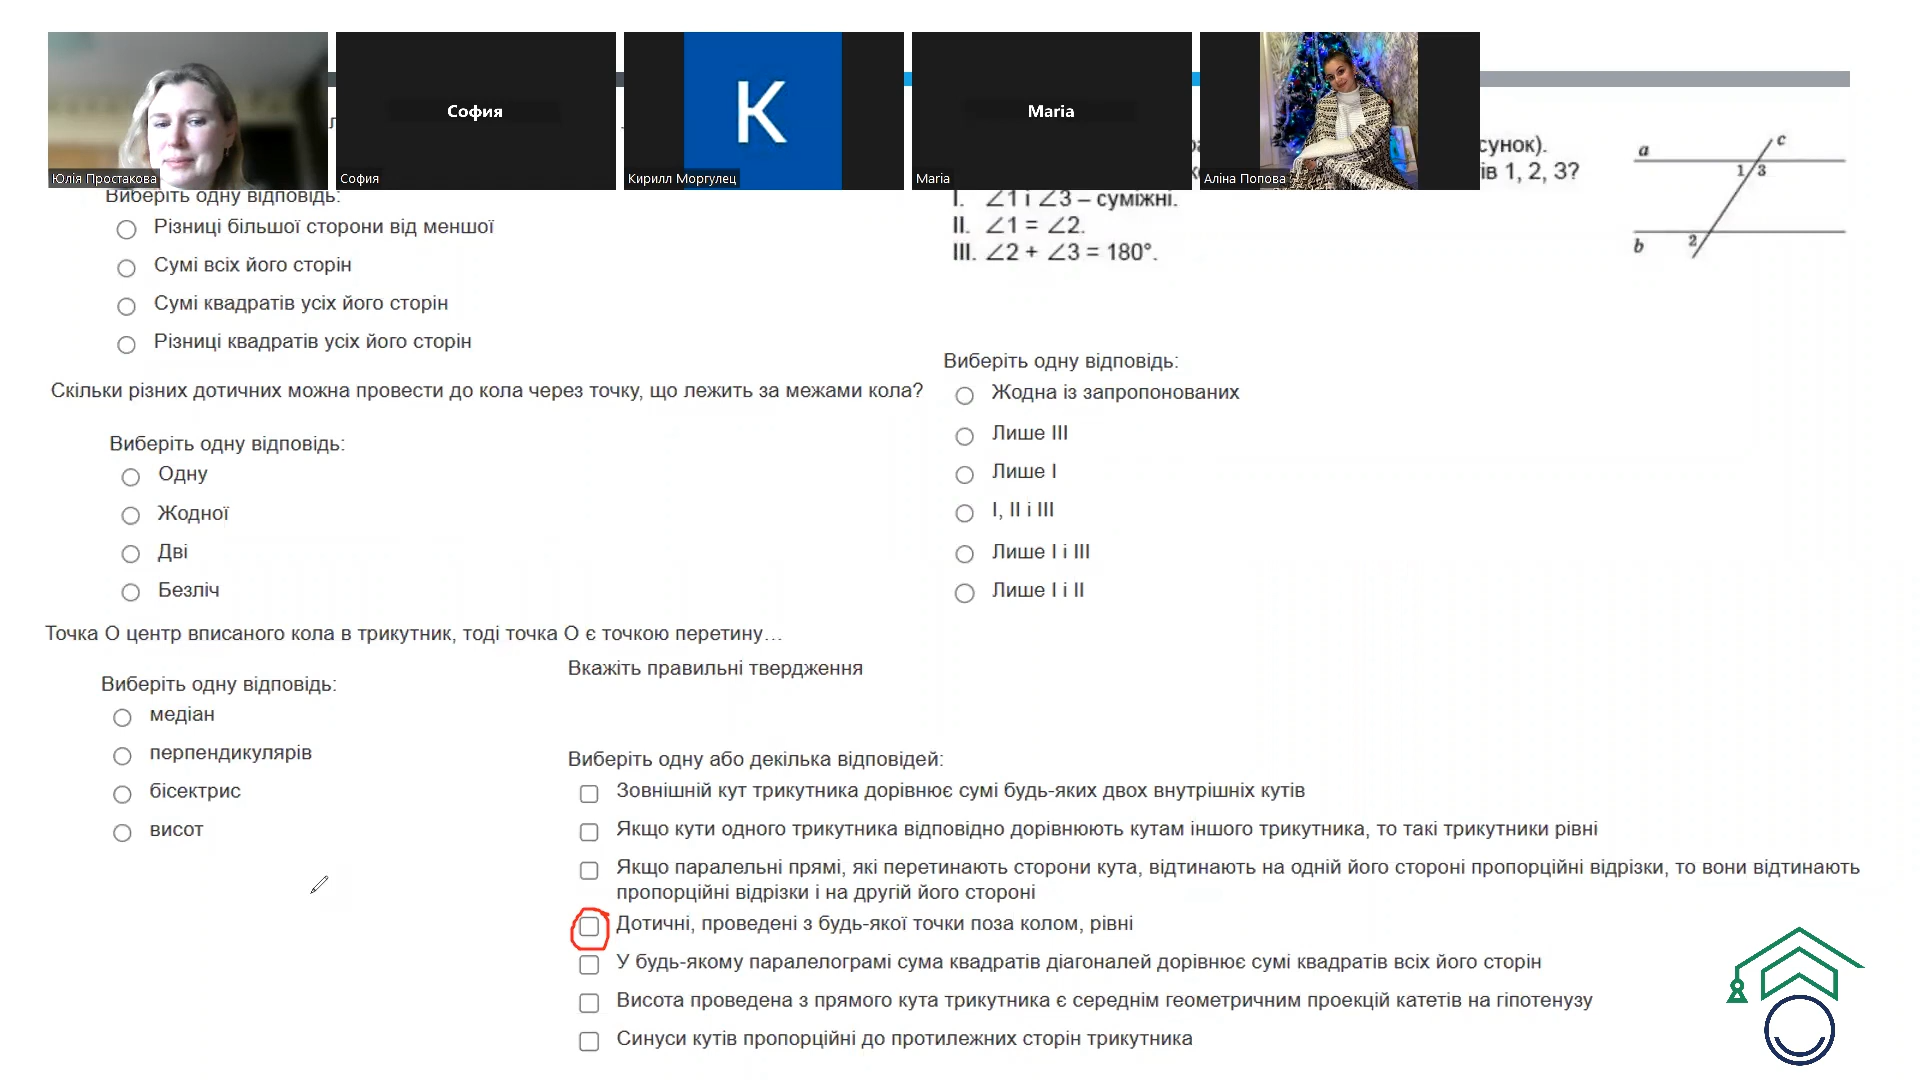 София
К
Maria
Юлія Простакова
София
Кирилл Моргулец
Maria
Аліна Попова
Виберіть одну відповідь:
Різниці більшої сторони від меншої
Сумі всіх його сторін
Сумі квадратів усіх його сторін
Різниці квадратів усіх його сторін
Скільки різних дотичних можна провести до кола через точку, що лежить за межами кола?
Виберіть одну відповідь:
Одну
Жодної
Дві
Безліч
Точка О центр вписаного кола в трикутник, тоді точка О є точкою перетину…
Виберіть одну відповідь:
медіан
перпендикулярів
бісектрис
висот
сунок).
ів 1, 2, 3?
I. ∠1 і ∠3 – суміжні.
II. ∠1 = ∠2.
III. ∠2 + ∠3 = 180°.
a
c
1 3
b
2
Виберіть одну відповідь:
Жодна із запропонованих
Лише III
Лише I
I, II і III
Лише I і III
Лише I і II
Вкажіть правильні твердження
Виберіть одну або декілька відповідей:
Зовнішній кут трикутника дорівнює сумі будь-яких двох внутрішніх кутів
Якщо кути одного трикутника відповідно дорівнюють кутам іншого трикутника, то такі трикутники рівні
Якщо паралельні прямі, які перетинають сторони кута, відтинають на одній його стороні пропорційні відрізки, то вони відтинають
пропорційні відрізки і на другій його стороні
Дотичні, проведені з будь-якої точки поза колом, рівні
У будь-якому паралелограмі сума квадратів діагоналей дорівнює сумі квадратів всіх його сторін
Висота проведена з прямого кута трикутника є середнім геометричним проекцій катетів на гіпотенузу
Синуси кутів пропорційні до протилежних сторін трикутника